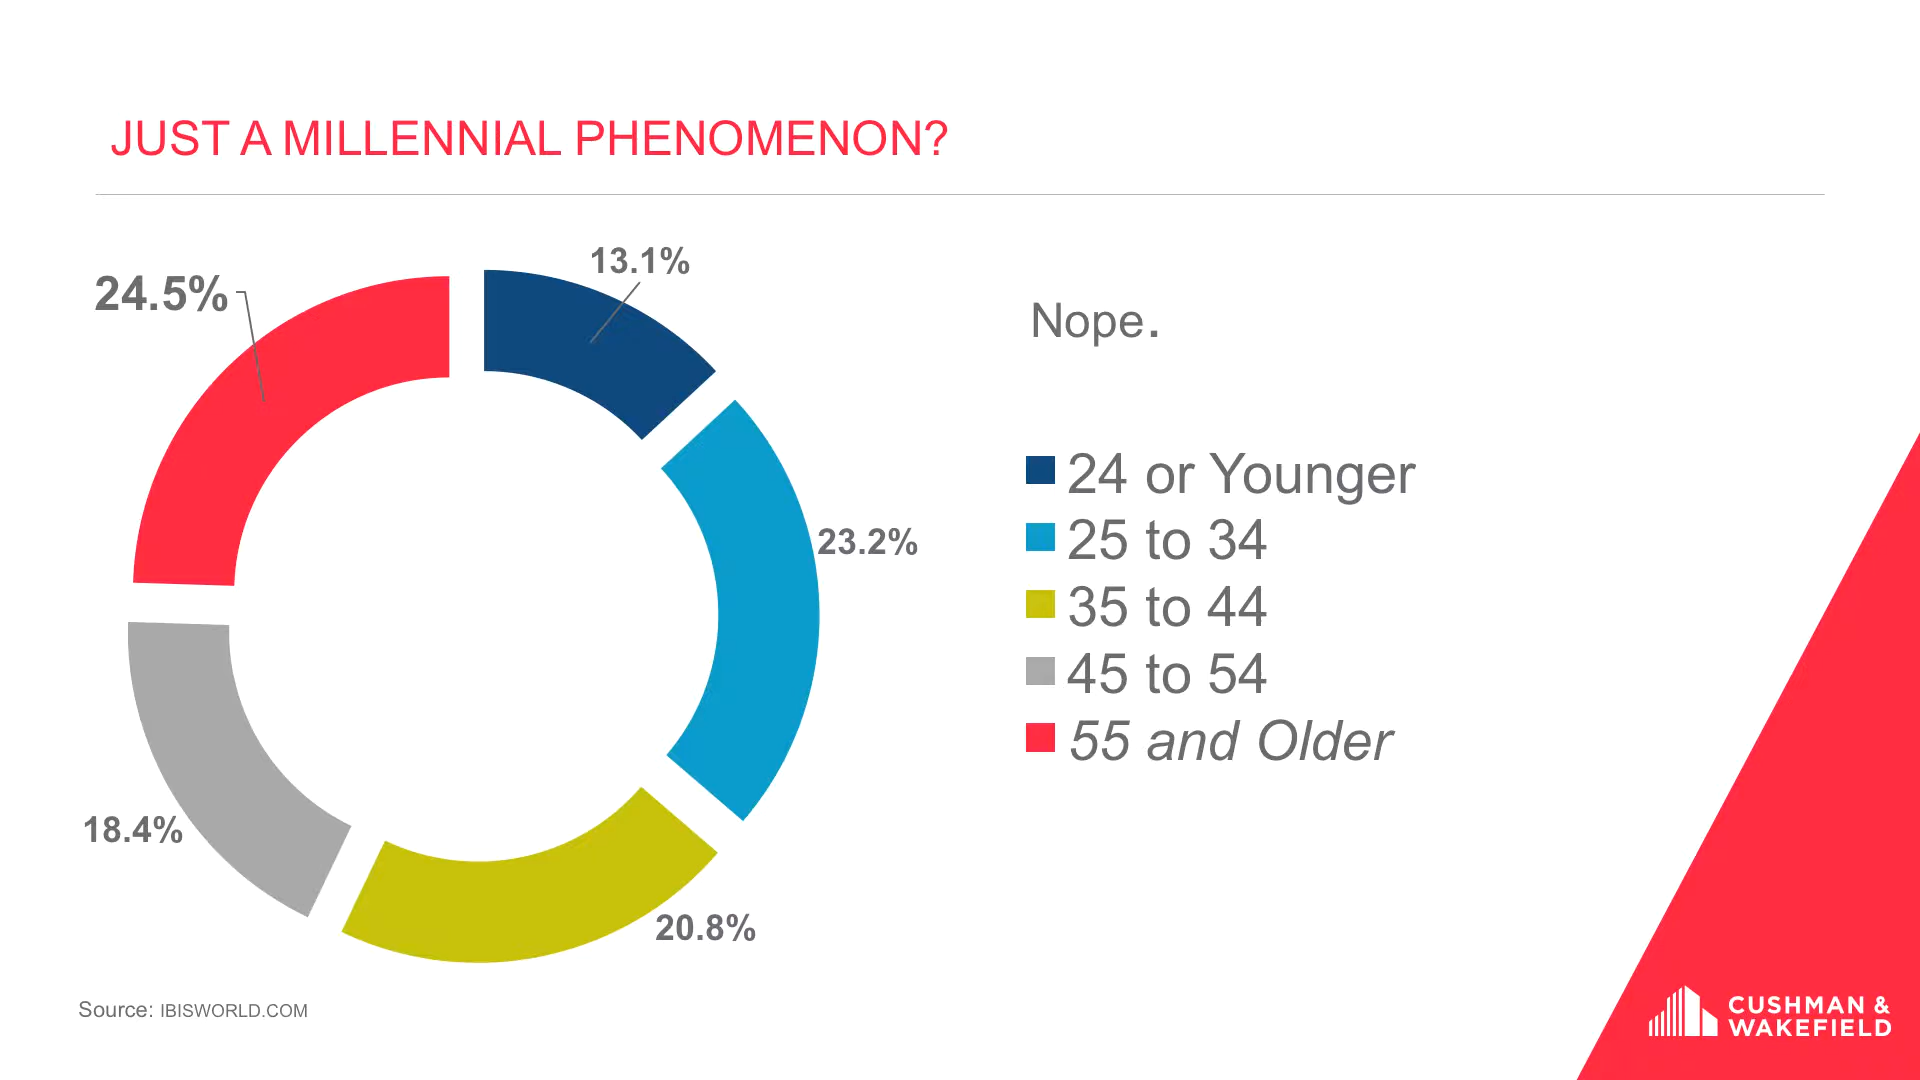 JUST A MILLENNIAL PHENOMENON?
13.1%
24.5%
23.2%
18.4%
20.8%
Nope.
24 or Younger
25 to 34
35 to 44
45 to 54
55 and Older
Source: IBISWORLD.COM
CUSHMAN &
WAKEFIELD